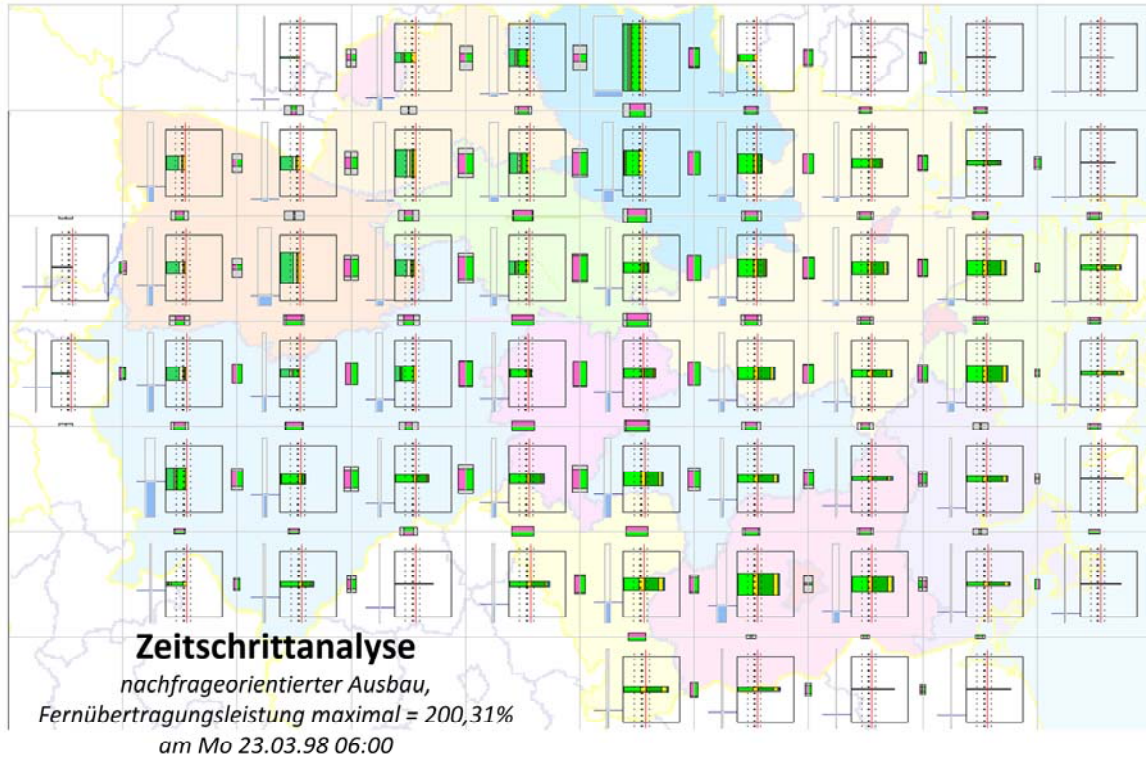 Zeitschrittanalyse
nachfrageorientierter Ausbau,
Fernübertragungsleistung maximal = 200,31%
am Mo 23.03.98 06:00